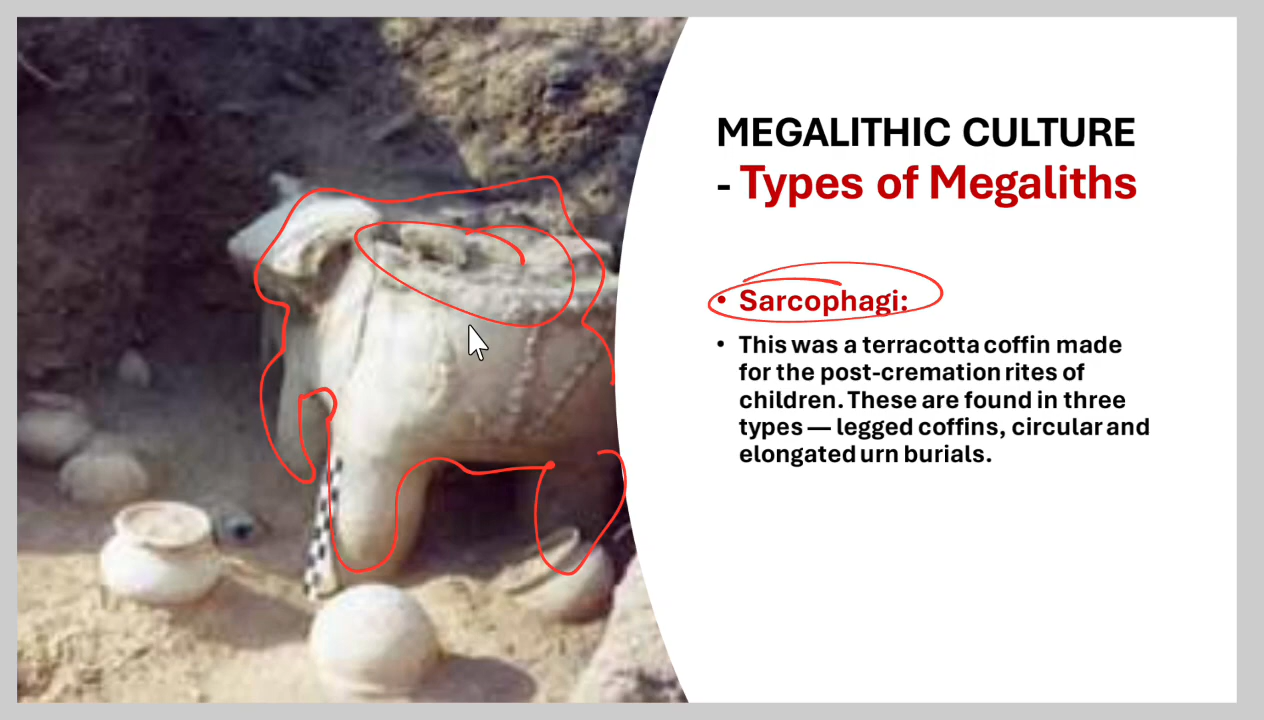 MEGALITHIC CULTURE
- Types of Megaliths
• Sarcophagi:
• This was a terracotta coffin made
for the post-cremation rites of
children. These are found in three
types — legged coffins, circular and
elongated urn burials.